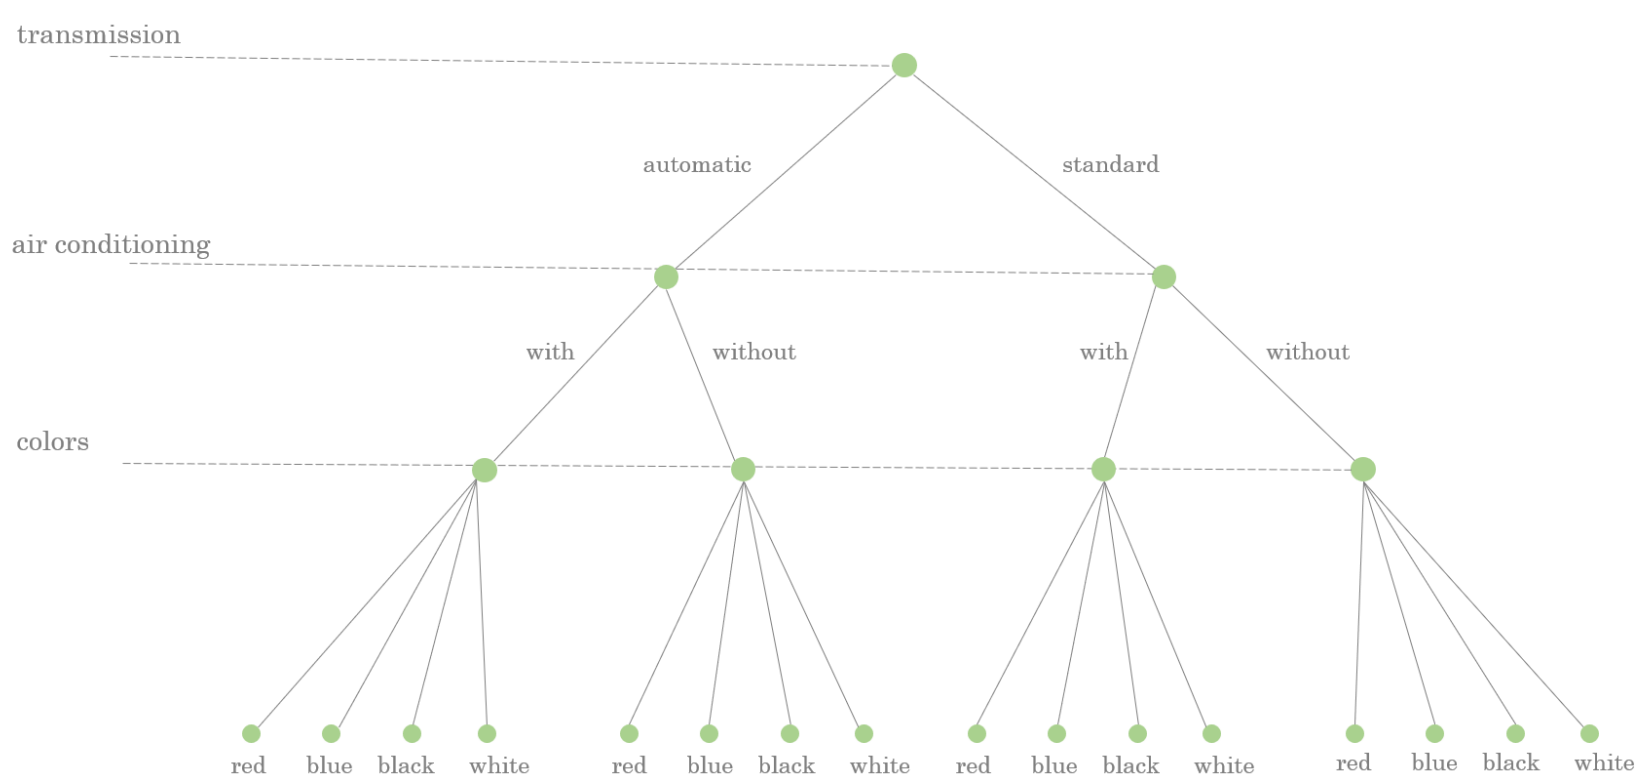 transmission
automatic
standard
air conditioning
with
without
with
without
colors
red
blue
black
white
red
blue
black
white
red
blue
black
white
red
blue
black
white